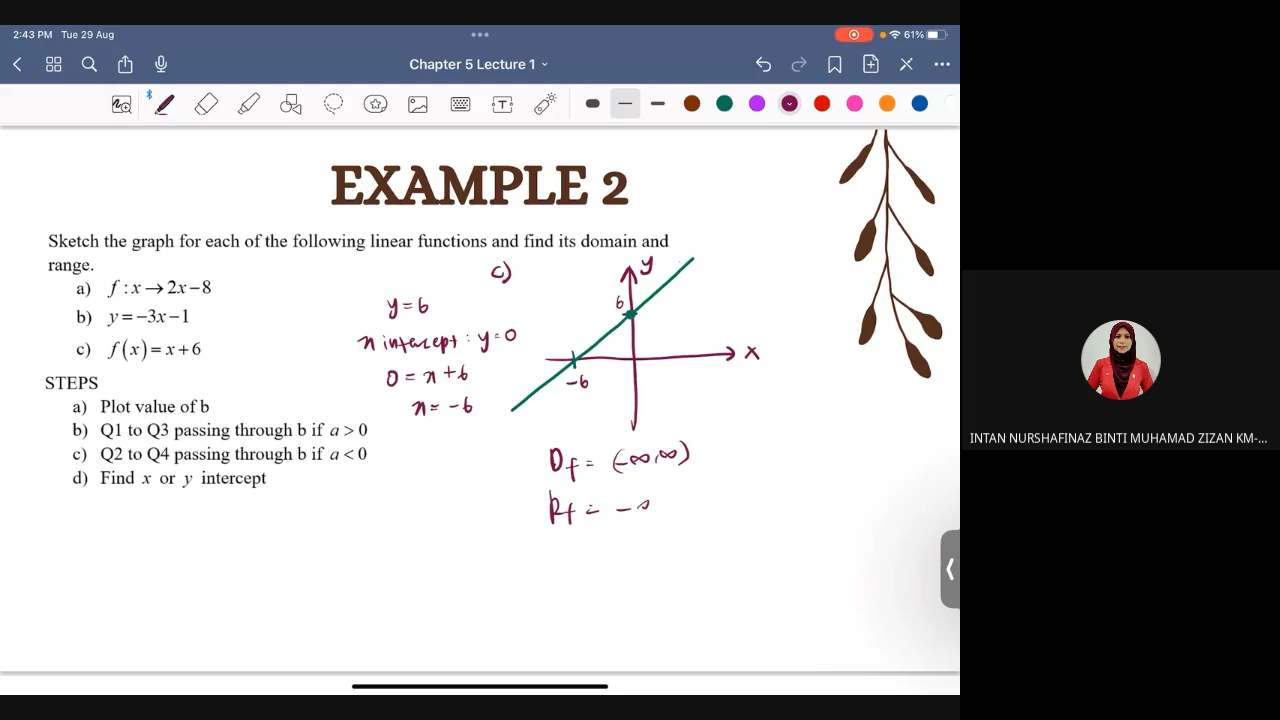 2:43 PM Tue 29 Aug
61%
Chapter 5 Lecture 1
EXAMPLE 2
Sketch the graph for each of the following linear functions and find its domain and
range.
a) f : x → 2x − 8
b) y = −3x − 1
c) f(x) = x + 6
STEPS
a) Plot value of b
b) Q1 to Q3 passing through b if a > 0
c) Q2 to Q4 passing through b if a < 0
d) Find x or y intercept
c)
y = 6
x intercept : y = 0
0 = x + 6
x = -6
y
6
x
-6
Df = (-∞,∞)
Rf = -
INTAN NURSHAFINAZ BINTI MUHAMAD ZIZAN KM-...